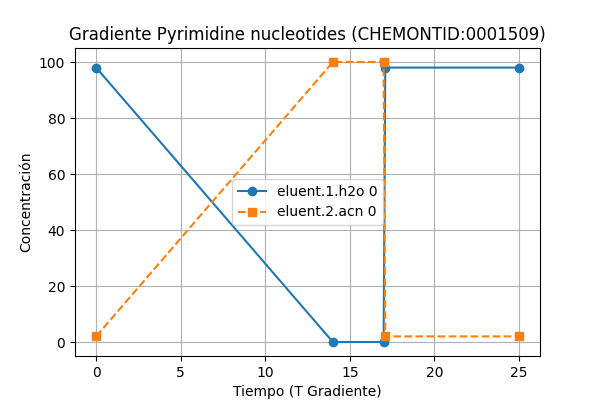 Gradiente Pyrimidine nucleotides (CHEMONTID:0001509)
100
80
60
40
20
0
Concentración
eluent.1.h2o 0
eluent.2.acn 0
0 5 10 15 20 25
Tiempo (T Gradiente)